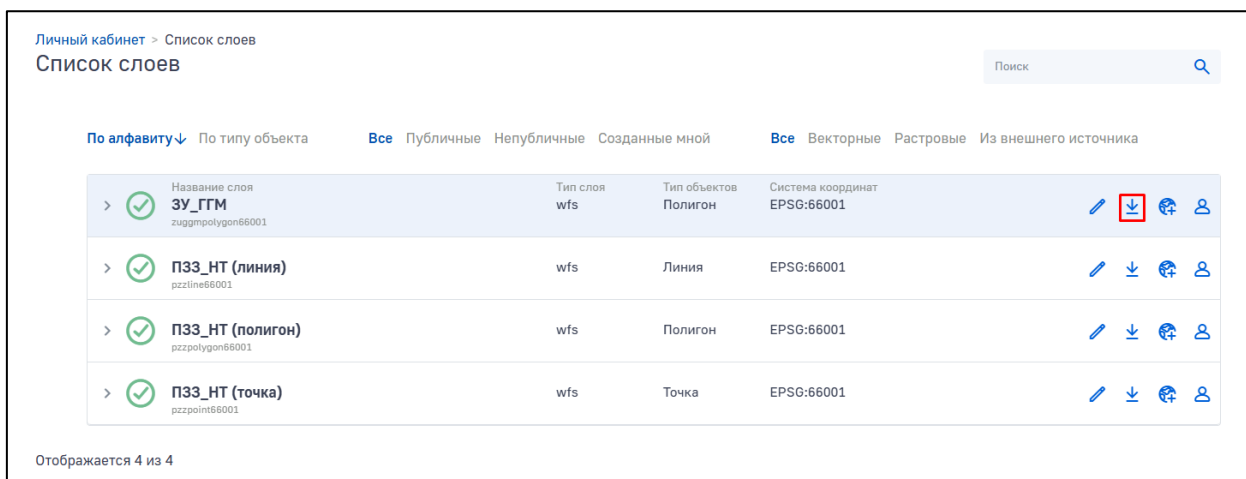 Личный кабинет > Список слоев
Список слоев
Поиск
По алфавиту↓ По типу объекта Все Публичные Непубличные Созданные мной Все Векторные Растровые Из внешнего источника
Название слоя Тип слоя Тип объектов Система координат
ЗУ_ГГМ wfs Полигон EPSG:66001
zuggmpolygon66001
ПЗЗ_НТ (линия) wfs Линия EPSG:66001
pzzline66001
ПЗЗ_НТ (полигон) wfs Полигон EPSG:66001
pzzpolygon66001
ПЗЗ_НТ (точка) wfs Точка EPSG:66001
pzzpoint66001
Отображается 4 из 4